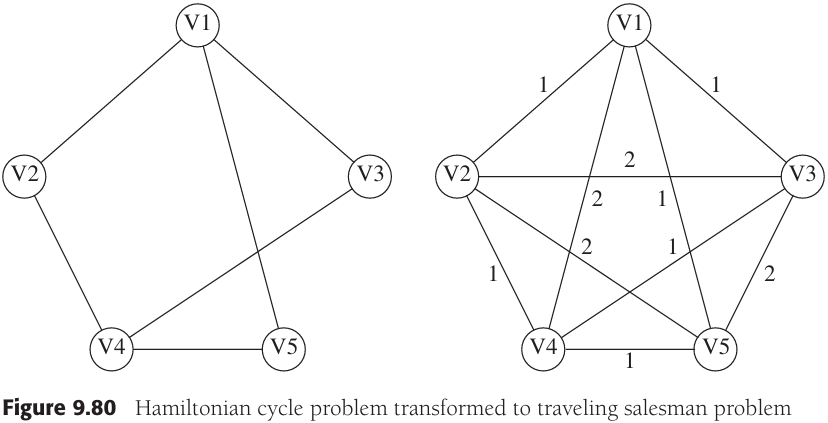 V1
V1
1
1
V2
V3
V2
2
V3
2
1
2
1
1
2
V4
V5
V4
1
V5
Figure 9.80 Hamiltonian cycle problem transformed to traveling salesman problem